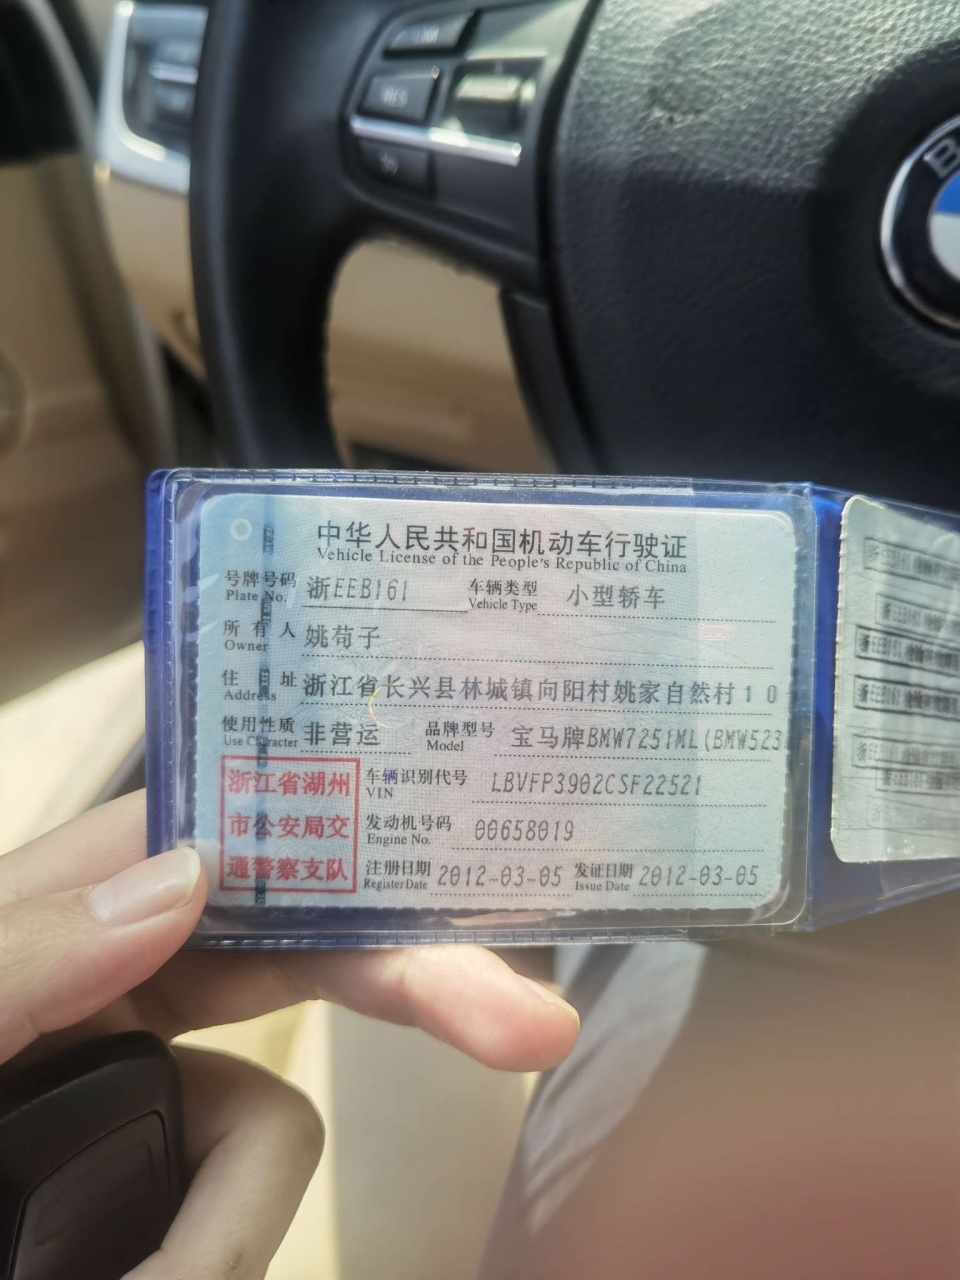 中华人民共和国机动车行驶证
Vehicle License of the People's Republic of China
号牌号码 浙EEB161 车辆类型 小型轿车
Plate No. Vehicle Type
所有人 姚苟子
Owner
住址 浙江省长兴县林城镇向阳村姚家自然村10
Address
使用性质 非营运 品牌型号 宝马牌BMW7251ML(BMW523
Use Character Model
浙江省湖州
市公安局交
通警察支队
车辆识别代号 LBVFP3902CSF22521
VIN
发动机号码 00658019
Engine No.
注册日期 2012-03-05 发证日期 2012-03-05
Register Date Issue Date